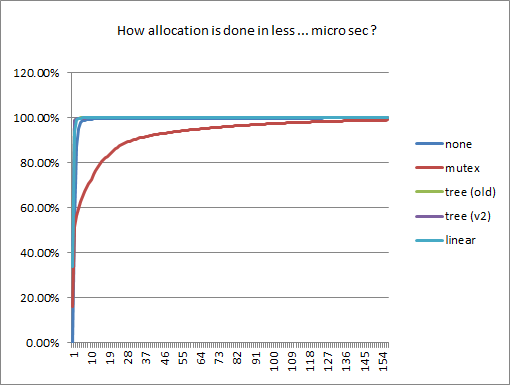 How allocation is done in less ... micro sec ?
120.00%
100.00%
80.00%
60.00%
40.00%
20.00%
0.00%
1 10 19 28 37 46 55 64 73 82 91 100 109 118 127 136 145 154
none
mutex
tree (old)
tree (v2)
linear